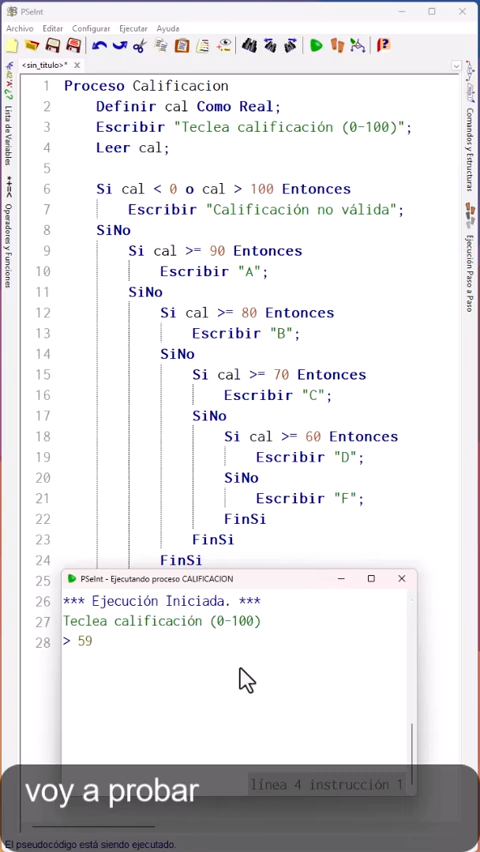 PSeInt
Archivo Editar Configurar Ejecutar Ayuda
<sin_titulo>*
1 Proceso Calificacion
2 Definir cal Como Real;
3 Escribir "Teclea calificación (0-100)";
4 Leer cal;
5
6 Si cal < 0 o cal > 100 Entonces
7 Escribir "Calificación no válida";
8 SiNo
9 Si cal >= 90 Entonces
10 Escribir "A";
11 SiNo
12 Si cal >= 80 Entonces
13 Escribir "B";
14 SiNo
15 Si cal >= 70 Entonces
16 Escribir "C";
17 SiNo
18 Si cal >= 60 Entonces
19 Escribir "D";
20 SiNo
21 Escribir "F";
22 FinSi
23 FinSi
24 FinSi
25
26
27
28
Lista de Variables
Operadores y Funciones
Comandos y Estructuras
Ejecución Paso a Paso
PSeInt - Ejecutando proceso CALIFICACION
*** Ejecución Iniciada. ***
Teclea calificación (0-100)
> 59
voy a probar
línea 4 instrucción 1
El pseudocódigo está siendo ejecutado.